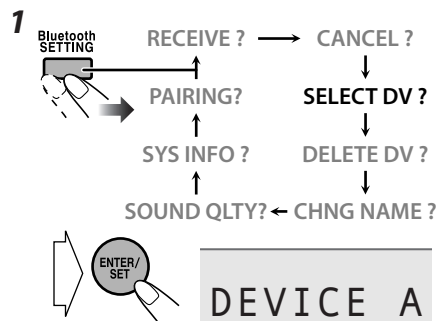 1
Bluetooth
SETTING
RECEIVE ? → CANCEL ?
PAIRING? SELECT DV ?
SYS INFO ? DELETE DV ?
SOUND QLTY? ← CHNG NAME ?
ENTER/
SET
DEVICE A